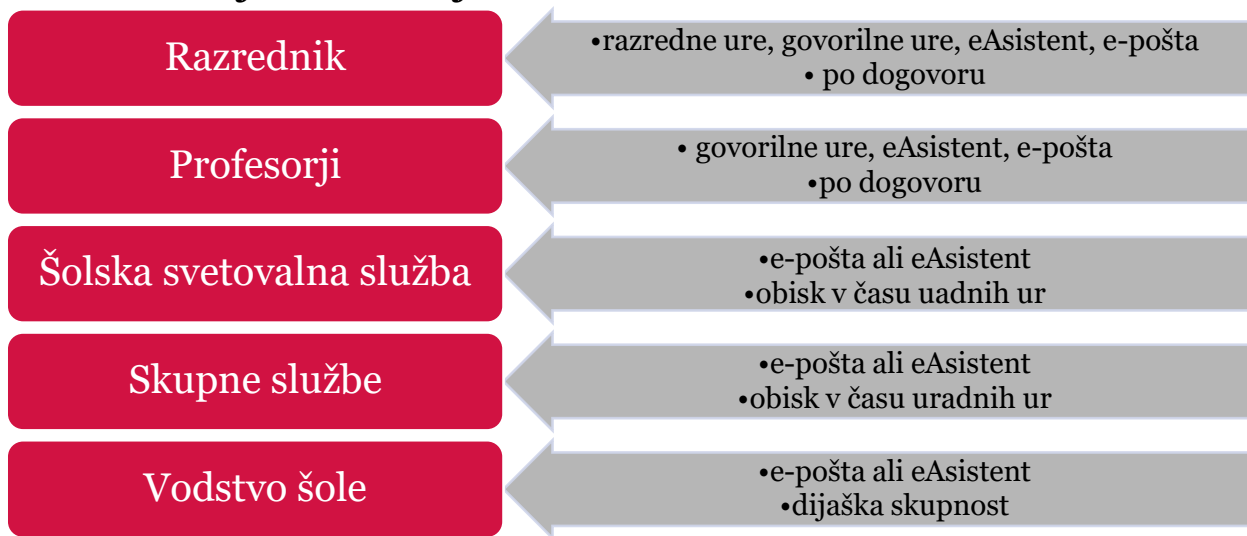 Razrednik
•razredne ure, govorilne ure, eAsistent, e-pošta
• po dogovoru
Profesorji
• govorilne ure, eAsistent, e-pošta
•po dogovoru
Šolska svetovalna služba
•e-pošta ali eAsistent
•obisk v času uadnih ur
Skupne službe
•e-pošta ali eAsistent
•obisk v času uradnih ur
Vodstvo šole
•e-pošta ali eAsistent
•dijaška skupnost